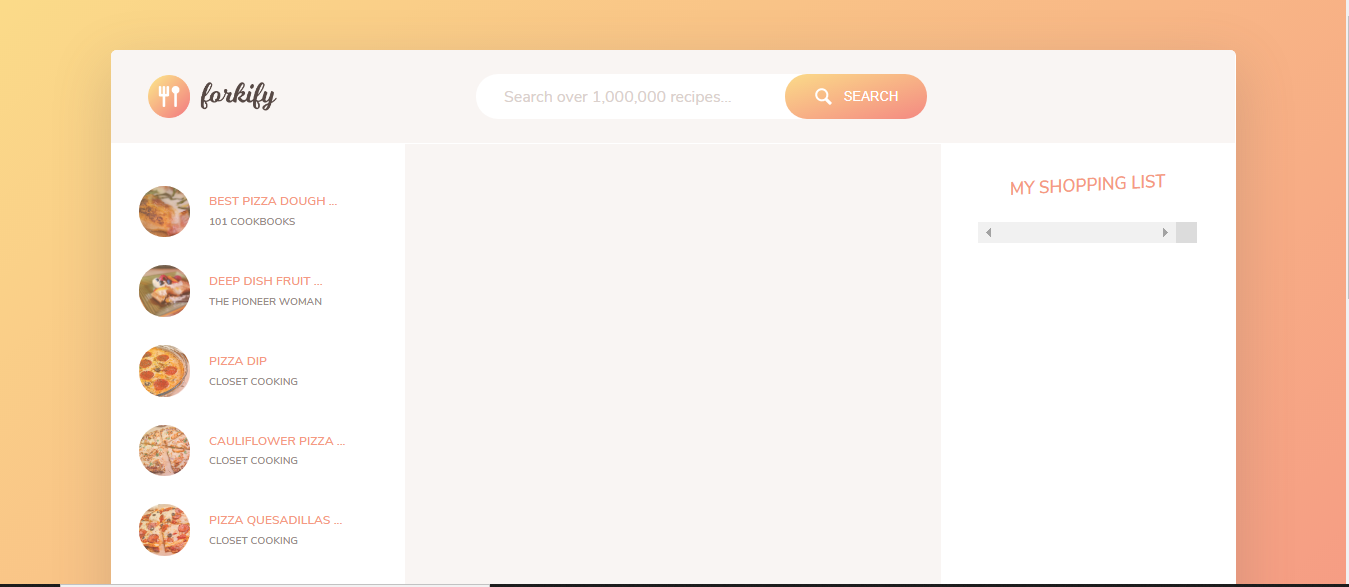 forkify
Search over 1,000,000 recipes...
SEARCH
BEST PIZZA DOUGH ...
101 COOKBOOKS
DEEP DISH FRUIT ...
THE PIONEER WOMAN
PIZZA DIP
CLOSET COOKING
CAULIFLOWER PIZZA ...
CLOSET COOKING
PIZZA QUESADILLAS ...
CLOSET COOKING
MY SHOPPING LIST